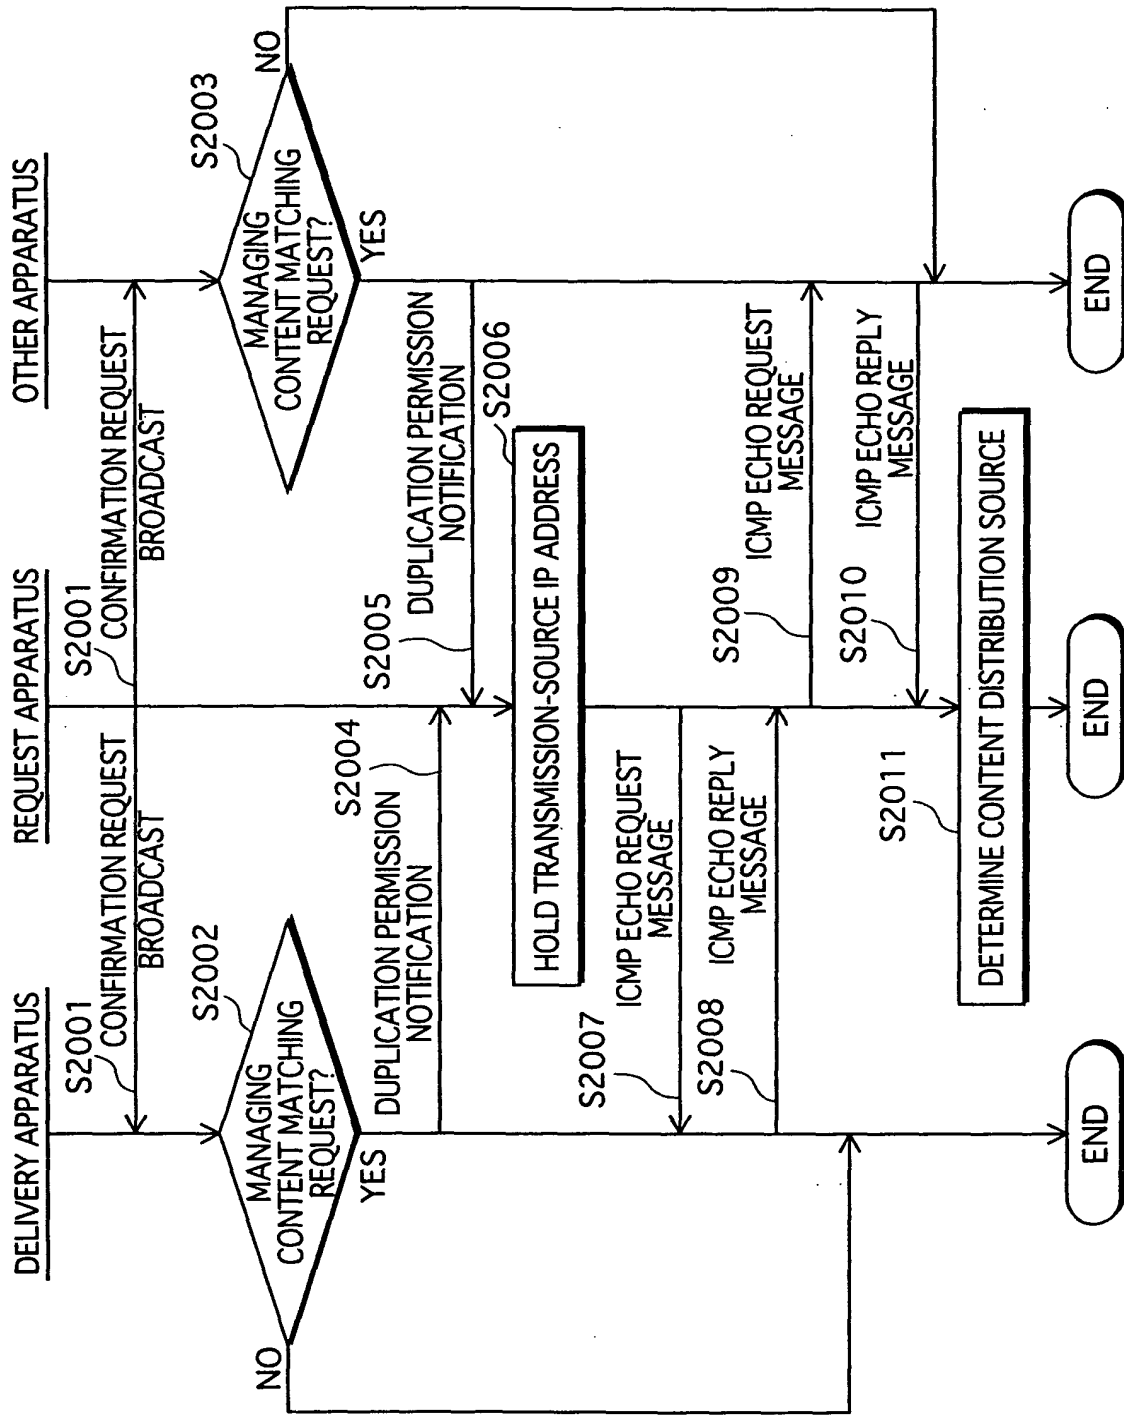 DELIVERY APPARATUS
REQUEST APPARATUS
OTHER APPARATUS
S2001
CONFIRMATION REQUEST
BROADCAST
S2001
CONFIRMATION REQUEST
BROADCAST
S2002
MANAGING
CONTENT MATCHING
REQUEST?
NO
YES
S2003
MANAGING
CONTENT MATCHING
REQUEST?
NO
YES
S2004
DUPLICATION PERMISSION
NOTIFICATION
S2005
DUPLICATION PERMISSION
NOTIFICATION
S2006
HOLD TRANSMISSION-SOURCE IP ADDRESS
S2007
ICMP ECHO REQUEST
MESSAGE
S2008
ICMP ECHO REPLY
MESSAGE
S2009
ICMP ECHO REQUEST
MESSAGE
S2010
ICMP ECHO REPLY
MESSAGE
S2011
DETERMINE CONTENT DISTRIBUTION SOURCE
END
END
END